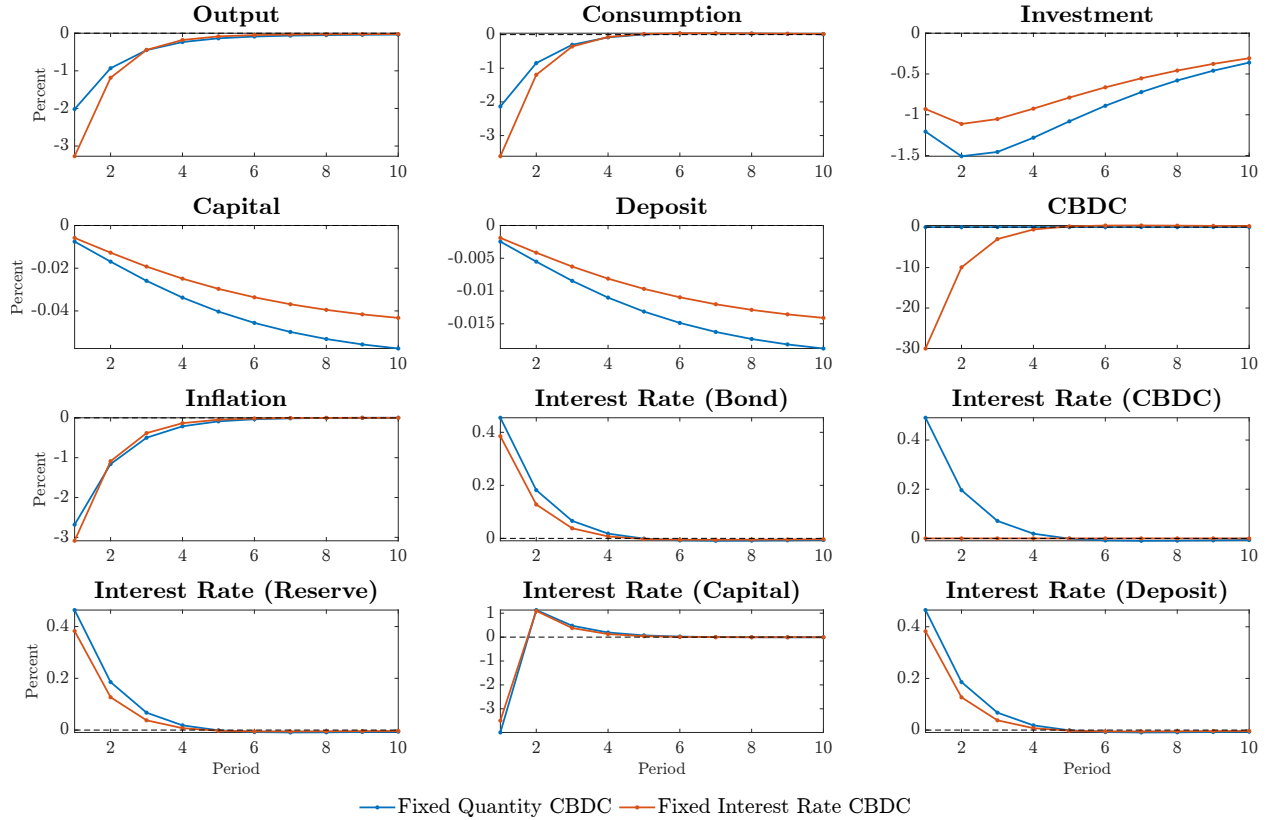 Output
Consumption
Investment
0
-1
-2
-3
Percent
2 4 6 8 10
0
-1
-2
-3
2 4 6 8 10
0
-0.5
-1
-1.5
2 4 6 8 10
Capital
Deposit
CBDC
0
-0.02
-0.04
Percent
2 4 6 8 10
0
-0.005
-0.01
-0.015
2 4 6 8 10
0
-10
-20
-30
2 4 6 8 10
Inflation
Interest Rate (Bond)
Interest Rate (CBDC)
0
-1
-2
-3
Percent
2 4 6 8 10
0.4
0.2
0
2 4 6 8 10
0.4
0.2
0
2 4 6 8 10
Interest Rate (Reserve)
Interest Rate (Capital)
Interest Rate (Deposit)
0.4
0.2
0
Percent
2 4 6 8 10
Period
1
0
-1
-2
-3
2 4 6 8 10
Period
0.4
0.2
0
2 4 6 8 10
Period
Fixed Quantity CBDC Fixed Interest Rate CBDC